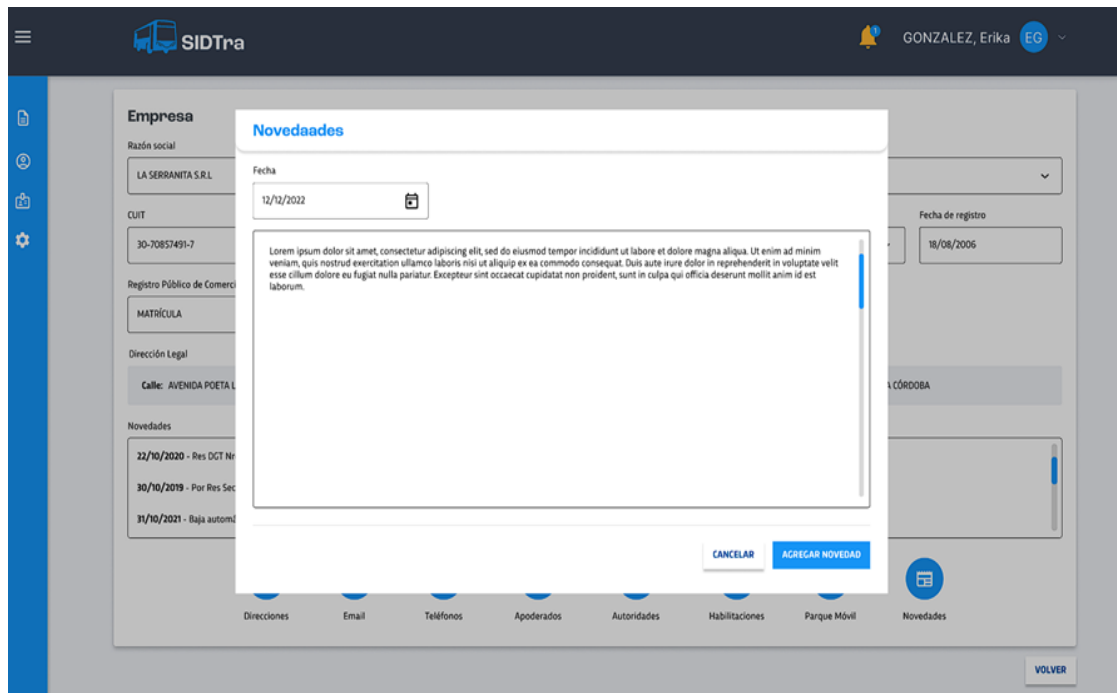 SIDTra
1
GONZALEZ, Erika
EG
Empresa
Razón social
LA SERRANITA S.R.L
CUIT
30-70857491-7
Fecha de registro
18/08/2006
Registro Público de Comerci
MATRÍCULA
Dirección Legal
Calle: AVENIDA POETA L
A CÓRDOBA
Novedades
22/10/2020 - Res DGT Nr
30/10/2019 - Por Res Sec
31/10/2021 - Baja automá
Novedaades
Fecha
12/12/2022
Lorem ipsum dolor sit amet, consectetur adipiscing elit, sed do eiusmod tempor incididunt ut labore et dolore magna aliqua. Ut enim ad minim
veniam, quis nostrud exercitation ullamco laboris nisi ut aliquip ex ea commodo consequat. Duis aute irure dolor in reprehenderit in voluptate velit
esse cillum dolore eu fugiat nulla pariatur. Excepteur sint occaecat cupidatat non proident, sunt in culpa qui officia deserunt mollit anim id est
laborum.
CANCELAR
AGREGAR NOVEDAD
Direcciones
Email
Teléfonos
Apoderados
Autoridades
Habilitaciones
Parque Móvil
Novedades
VOLVER